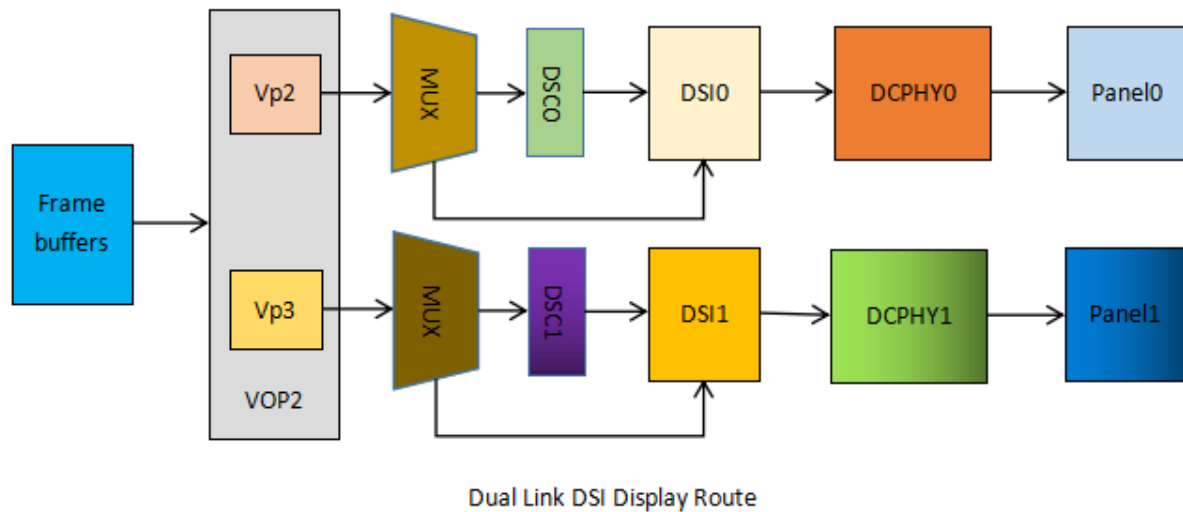 Vp2
MUX
DSC0
DSI0
DCPHY0
Panel0
Frame
buffers
Vp3
MUX
DSC1
DSI1
DCPHY1
Panel1
VOP2
Dual Link DSI Display Route